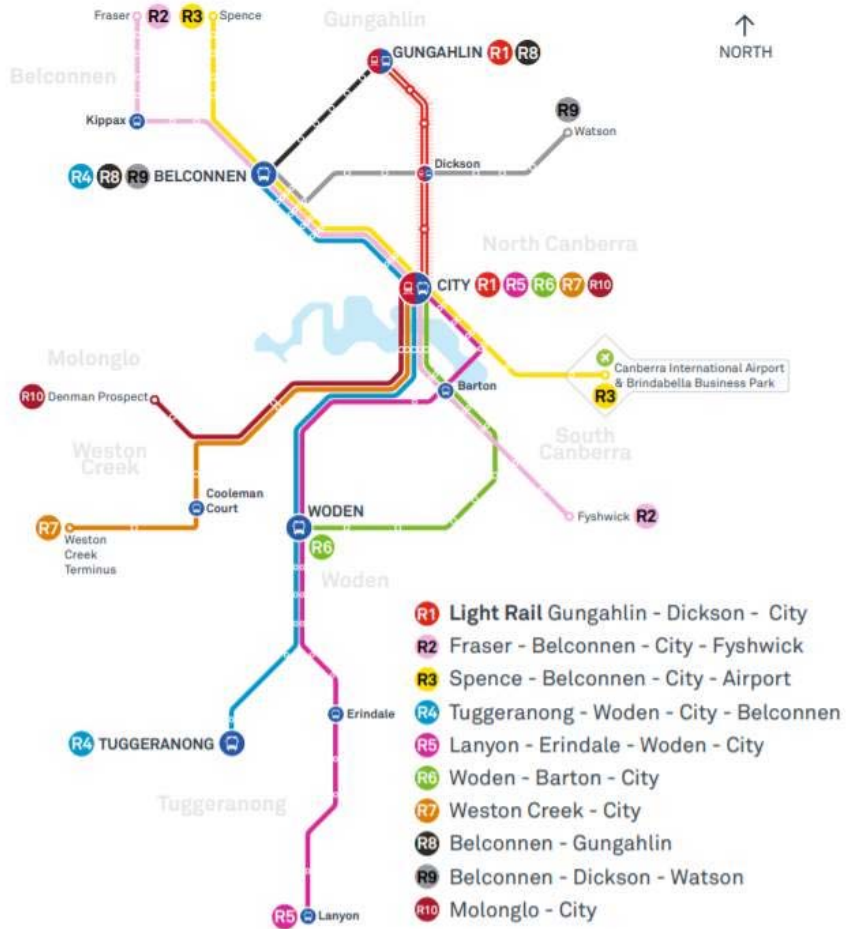 Gungahlin
Fraser R2 R3 Spence
NORTH
GUNGAHLIN R1 R8
Belconnen
R9
Kippax
Watson
Dickson
R4 R8 R9 BELCONNEN
North Canberra
CITY R1 R5 R6 R7 R10
Molonglo
Canberra International Airport
& Brindabella Business Park
R3
Barton
R10 Denman Prospect
South
Canberra
Weston
Creek
Cooleman
Court
WODEN
Fyshwick R2
R7
Weston
Creek
Terminus
R6
Woden
R1 Light Rail Gungahlin - Dickson - City
R2 Fraser - Belconnen - City - Fyshwick
R3 Spence - Belconnen - City - Airport
R4 Tuggeranong - Woden - City - Belconnen
R5 Lanyon - Erindale - Woden - City
R6 Woden - Barton - City
R7 Weston Creek - City
R8 Belconnen - Gungahlin
R9 Belconnen - Dickson - Watson
R10 Molonglo - City
Erindale
R4 TUGGERANONG
Tuggeranong
R5 Lanyon